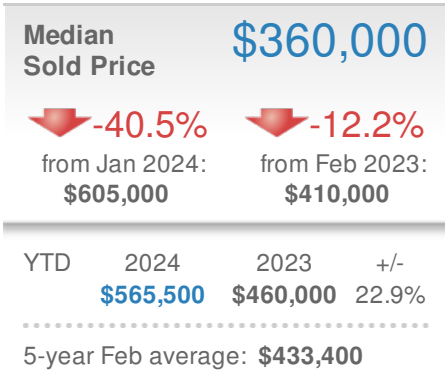 Median $360,000
Sold Price
-40.5% -12.2%
from Jan 2024: from Feb 2023:
$605,000 $410,000
YTD 2024 2023 +/-
$565,500 $460,000 22.9%
5-year Feb average: $433,400